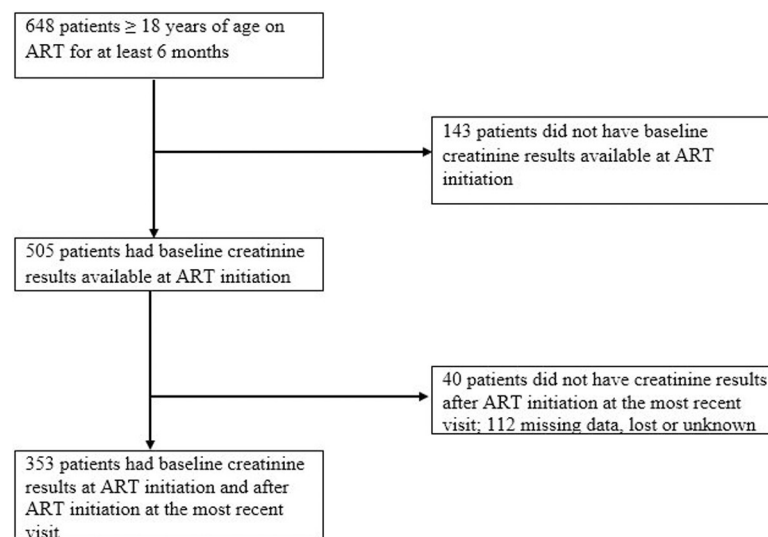 648 patients ≥ 18 years of age on
ART for at least 6 months
143 patients did not have baseline
creatinine results available at ART
initiation
505 patients had baseline creatinine
results available at ART initiation
40 patients did not have creatinine results
after ART initiation at the most recent
visit; 112 missing data, lost or unknown
353 patients had baseline creatinine
results at ART initiation and after
ART initiation at the most recent
visit